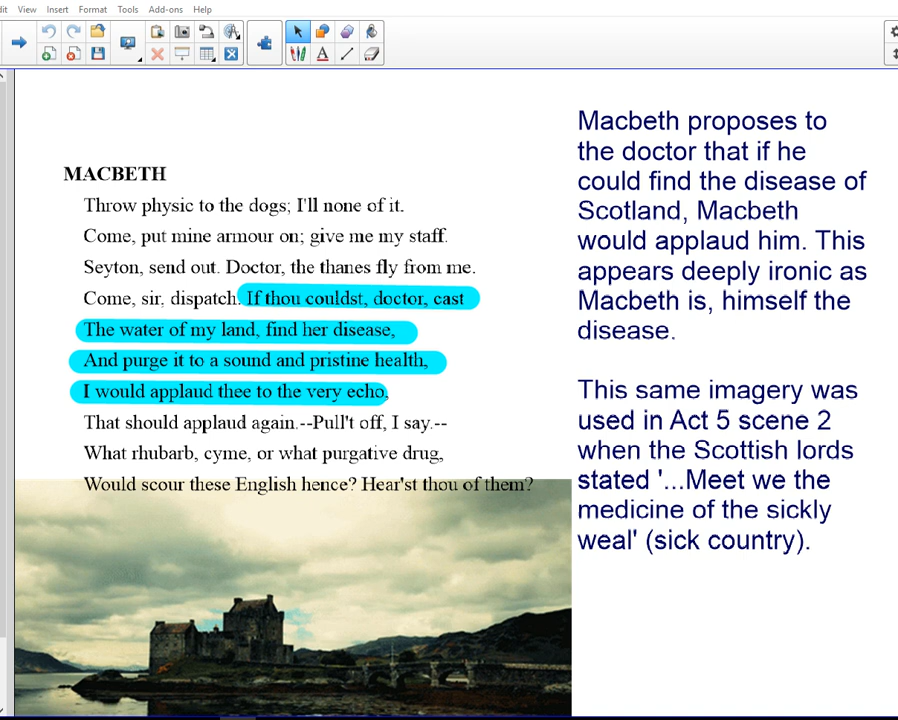 dit
View
Insert
Format
Tools
Add-ons
Help
MACBETH
Throw physic to the dogs; I'll none of it.
Come, put mine armour on; give me my staff.
Seyton, send out. Doctor, the thanes fly from me.
Come, sir, dispatch. If thou couldst, doctor, cast
The water of my land, find her disease,
And purge it to a sound and pristine health,
I would applaud thee to the very echo,
That should applaud again.--Pull't off, I say.--
What rhubarb, cyme, or what purgative drug,
Would scour these English hence? Hear'st thou of them?
Macbeth proposes to
the doctor that if he
could find the disease of
Scotland, Macbeth
would applaud him. This
appears deeply ironic as
Macbeth is, himself the
disease.
This same imagery was
used in Act 5 scene 2
when the Scottish lords
stated '...Meet we the
medicine of the sickly
weal' (sick country).